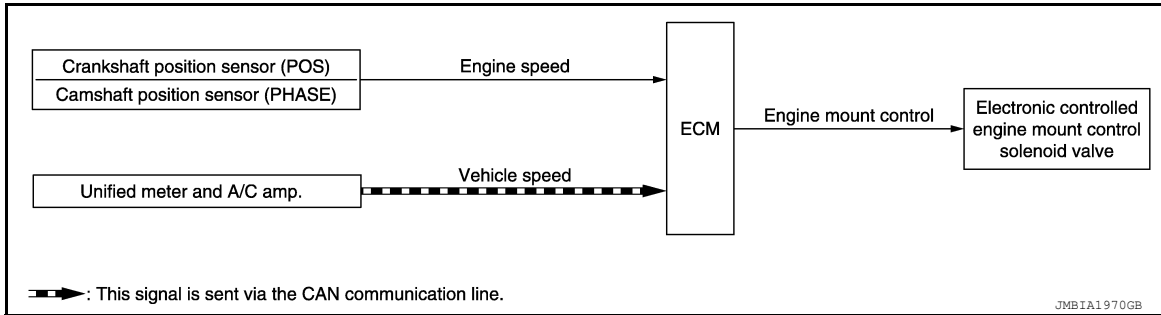 Crankshaft position sensor (POS)
Camshaft position sensor (PHASE)
Engine speed
Unified meter and A/C amp.
Vehicle speed
ECM
Engine mount control
Electronic controlled
engine mount control
solenoid valve
: This signal is sent via the CAN communication line.
JMBIA1970GB